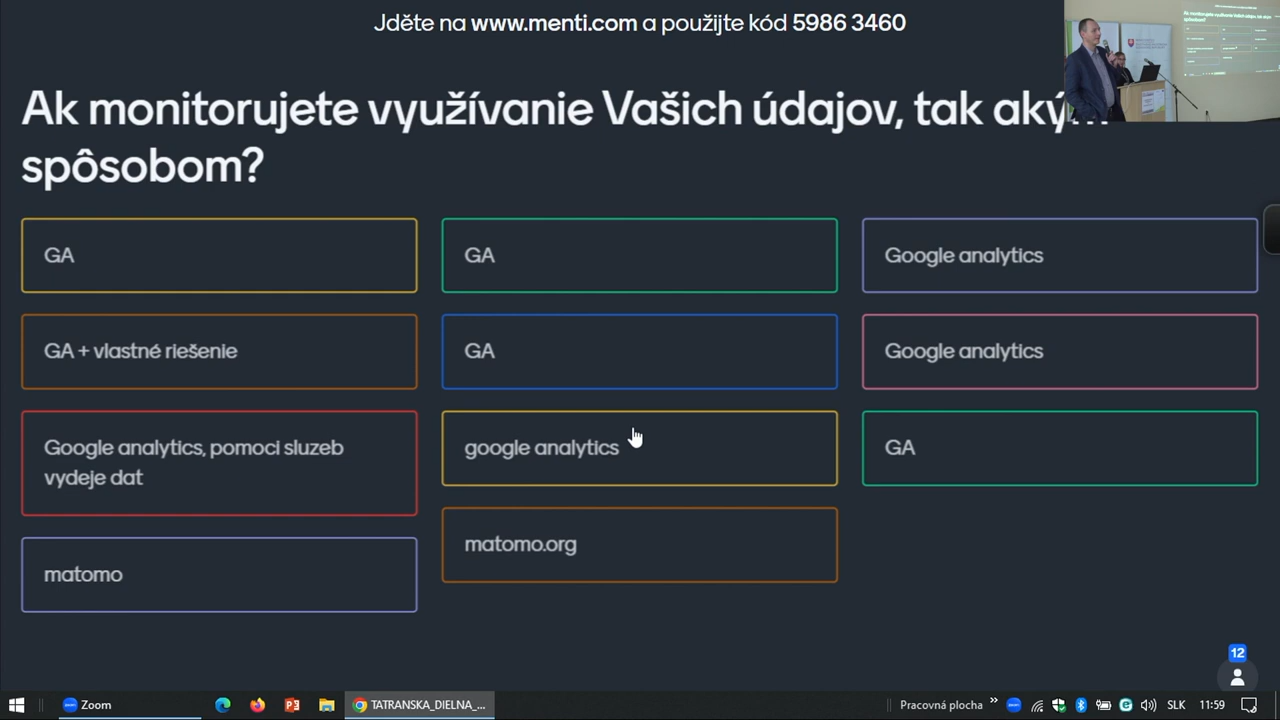 Jděte na www.menti.com a použijte kód 5986 3460
Ak monitorujete využívanie Vašich údajov, tak
spôsobom?
GA
GA
Google analytics
GA + vlastné riešenie
GA
Google analytics
Google analytics, pomoci sluzeb
vydeje dat
google analytics
GA
matomo.org
matomo
12
Zoom
TATRANSKA_DIELNA_...
Pracovná plocha
SLK
11:59